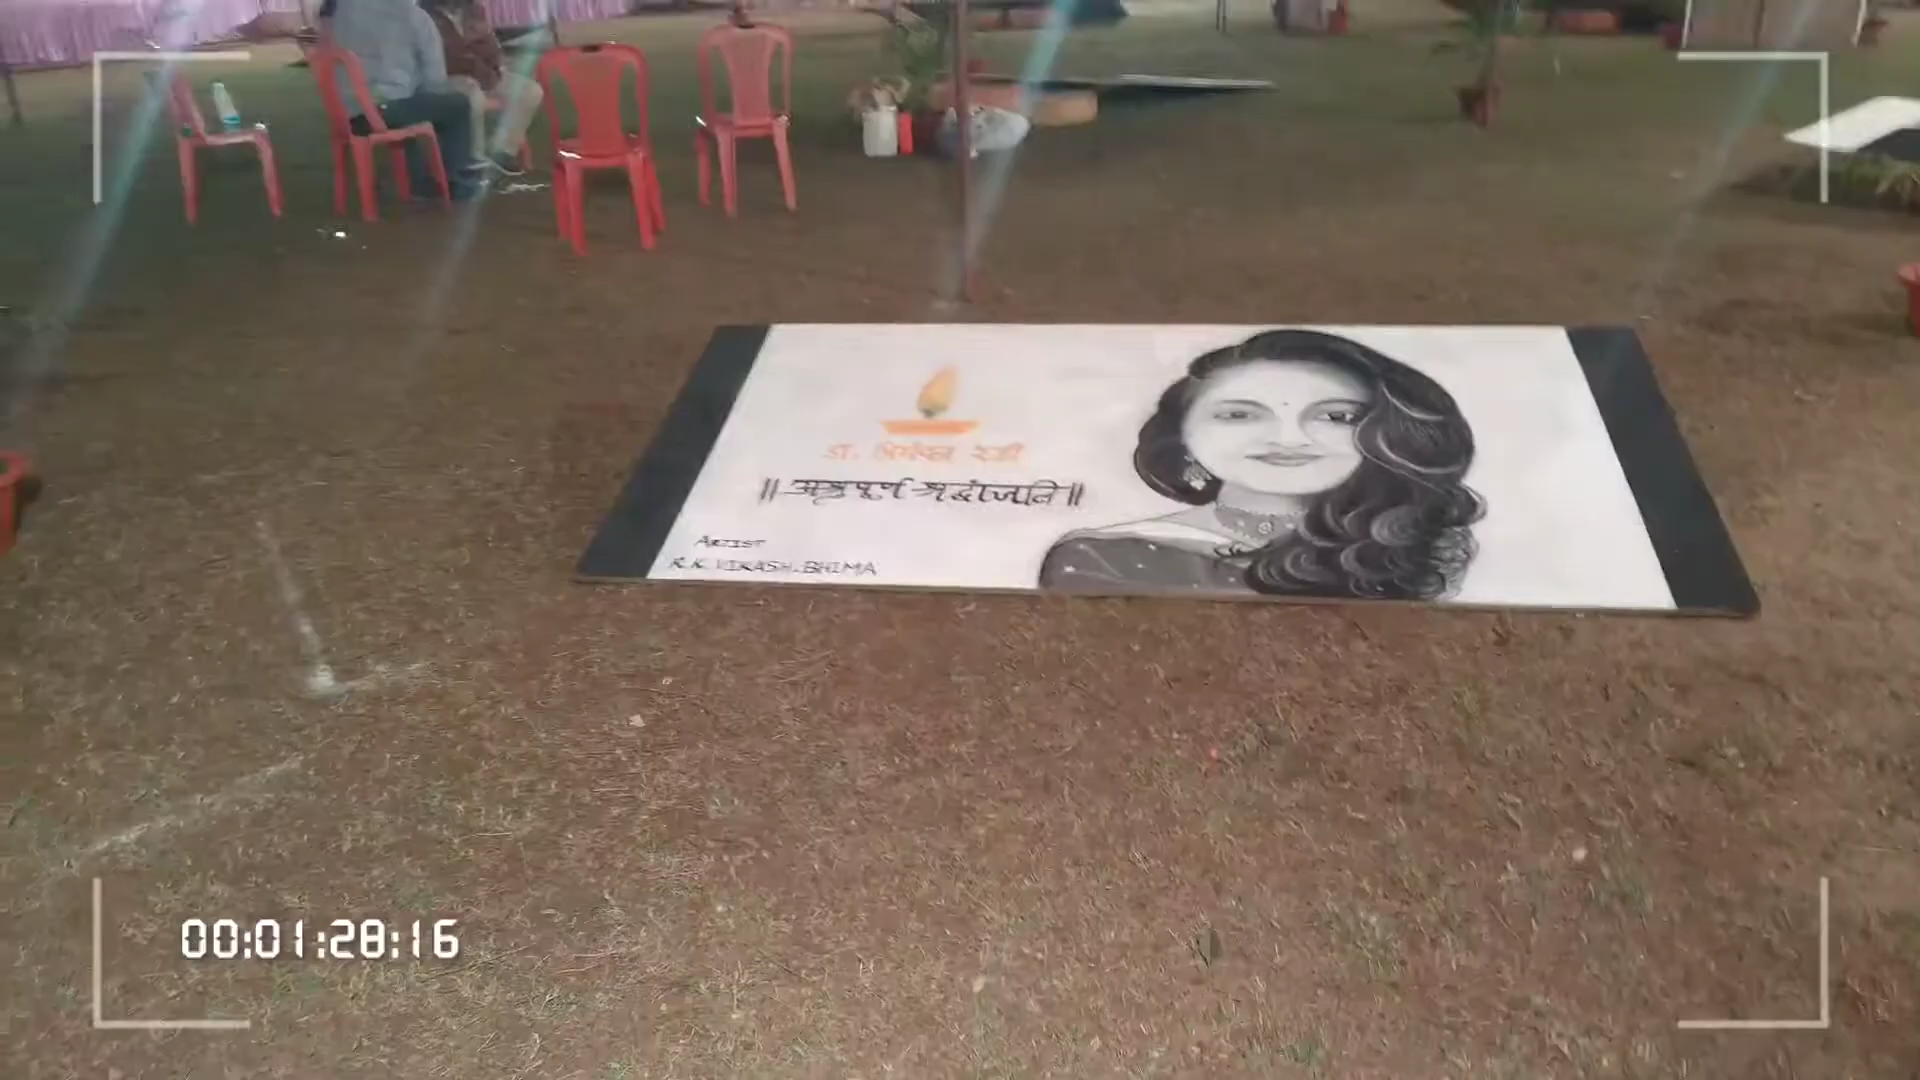 डॉ. प्रियंका रेड्डी
॥ अश्रुपूर्ण श्रद्धांजलि ॥
ARTIST
R.K. VIKASH.BHIMA
00:01:28:16